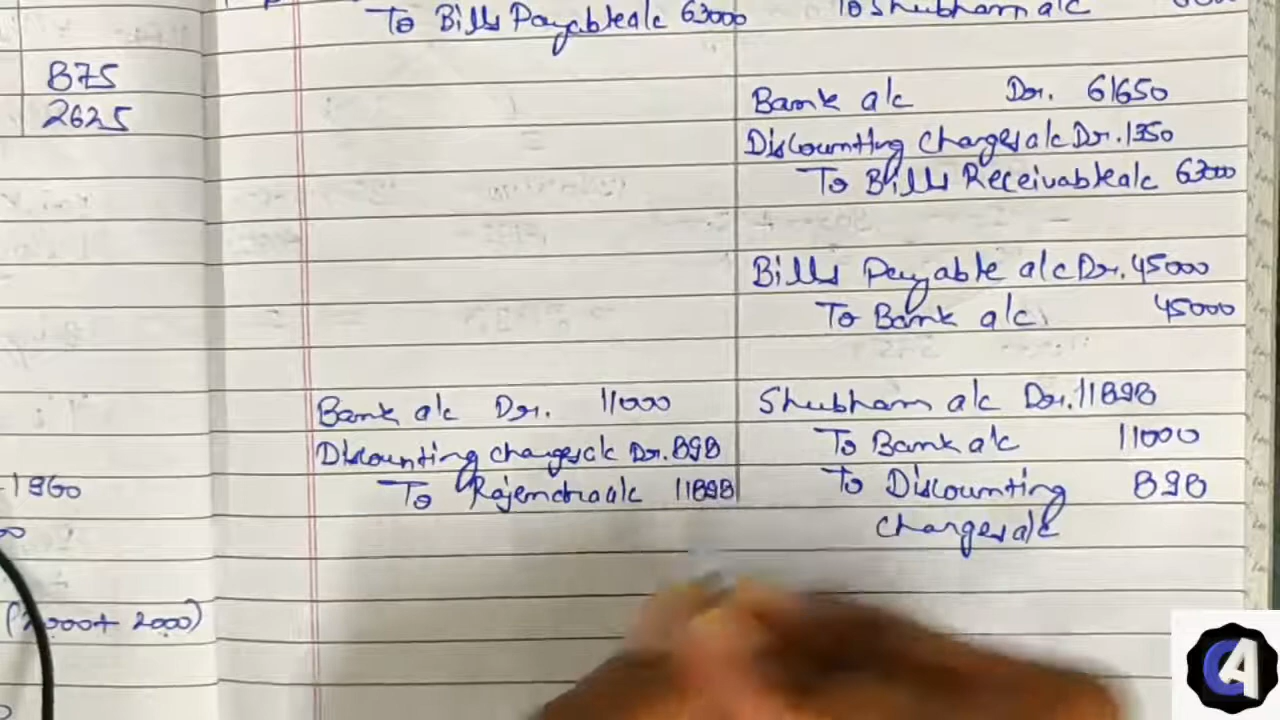 To Bills Payable a/c 63000
To Shubham a/c
875
2625
Bank a/c Dr. 61650
Discounting Charges a/c Dr. 1350
To Bills Receivable a/c 63000
Bills Payable a/c Dr. 45000
To Bank a/c. 45000
Bank a/c Dr. 11000
Discounting charges a/c Dr. 898
To Rajendra a/c 11898
Shubham a/c Dr. 11898
To Bank a/c 11000
To Discounting 898
charges a/c
000+ 2000)
CA